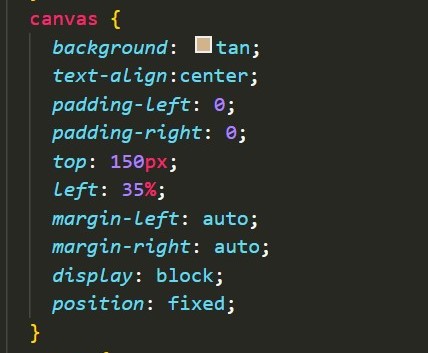 canvas {
background: tan;
text-align:center;
padding-left: 0;
padding-right: 0;
top: 150px;
left: 35%;
margin-left: auto;
margin-right: auto;
display: block;
position: fixed;
}